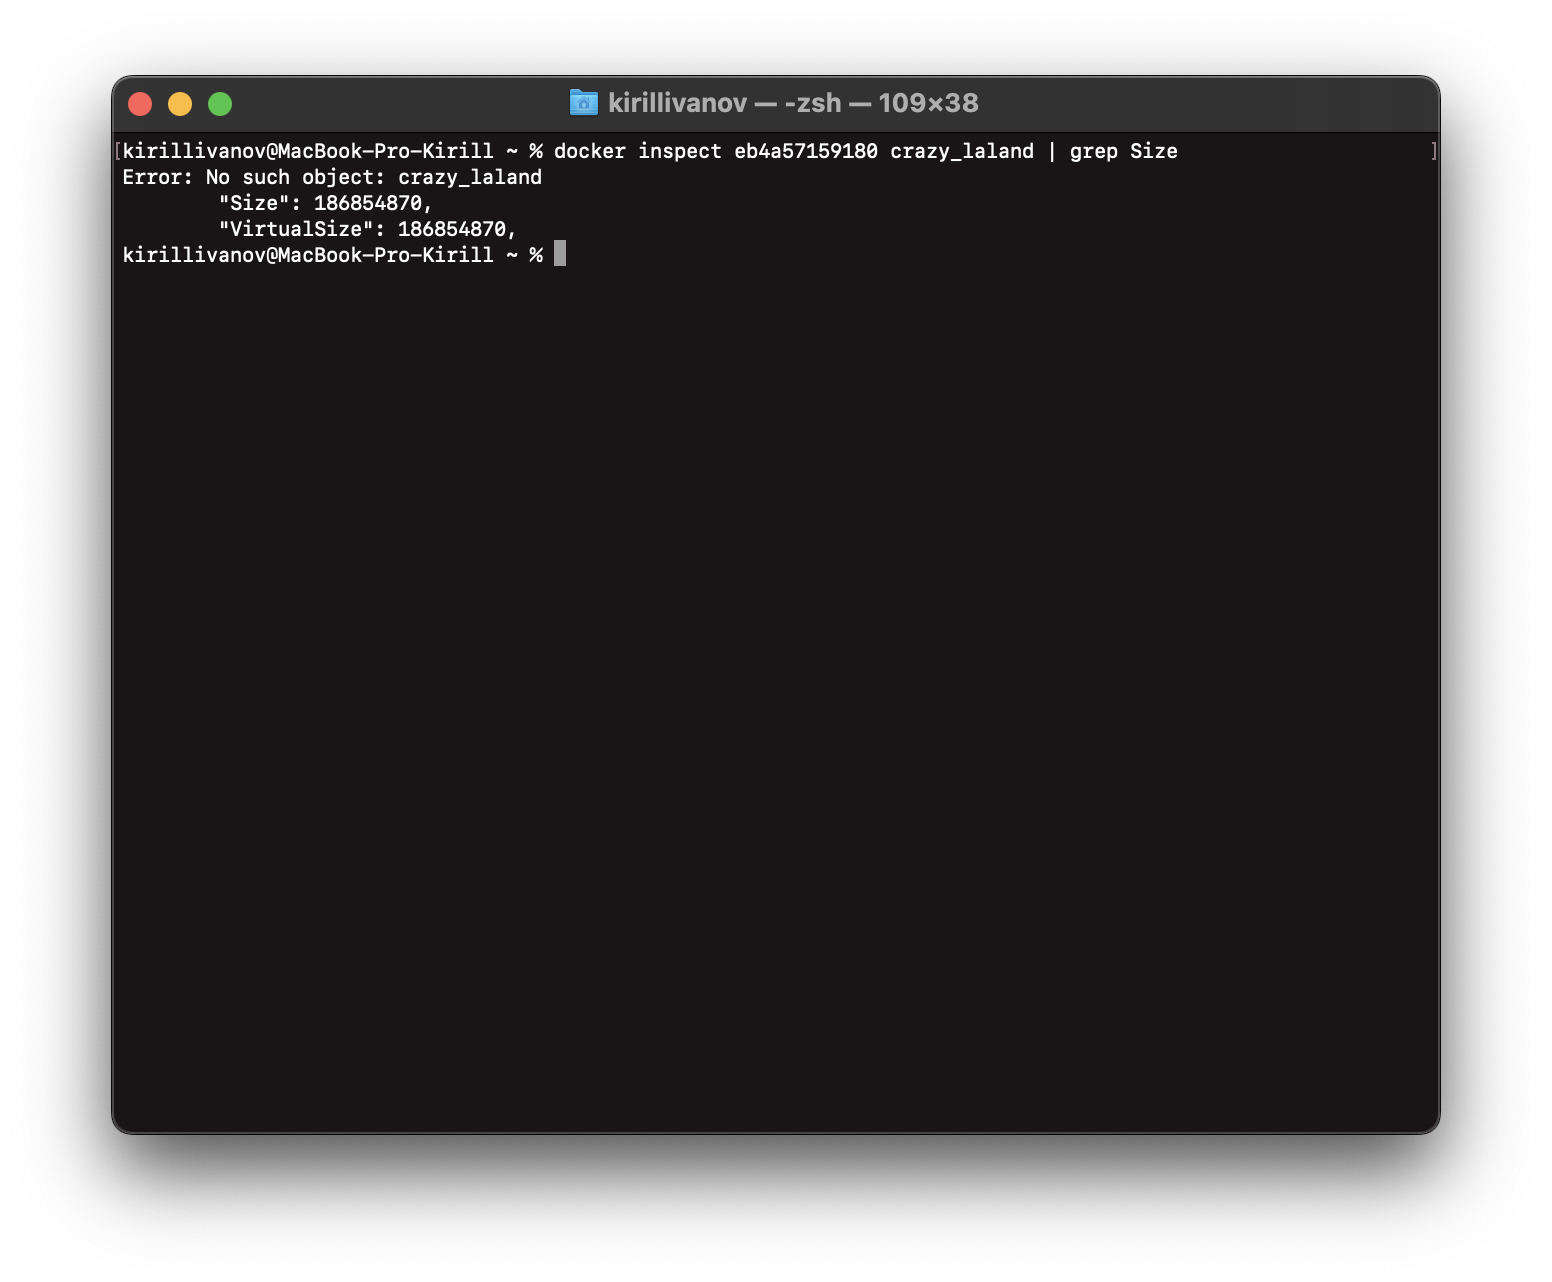 kirillivanov — -zsh — 109×38
[kirillivanov@MacBook-Pro-Kirill ~ % docker inspect eb4a57159180 crazy_laland | grep Size ]
Error: No such object: crazy_laland
        "Size": 186854870,
        "VirtualSize": 186854870,
kirillivanov@MacBook-Pro-Kirill ~ %